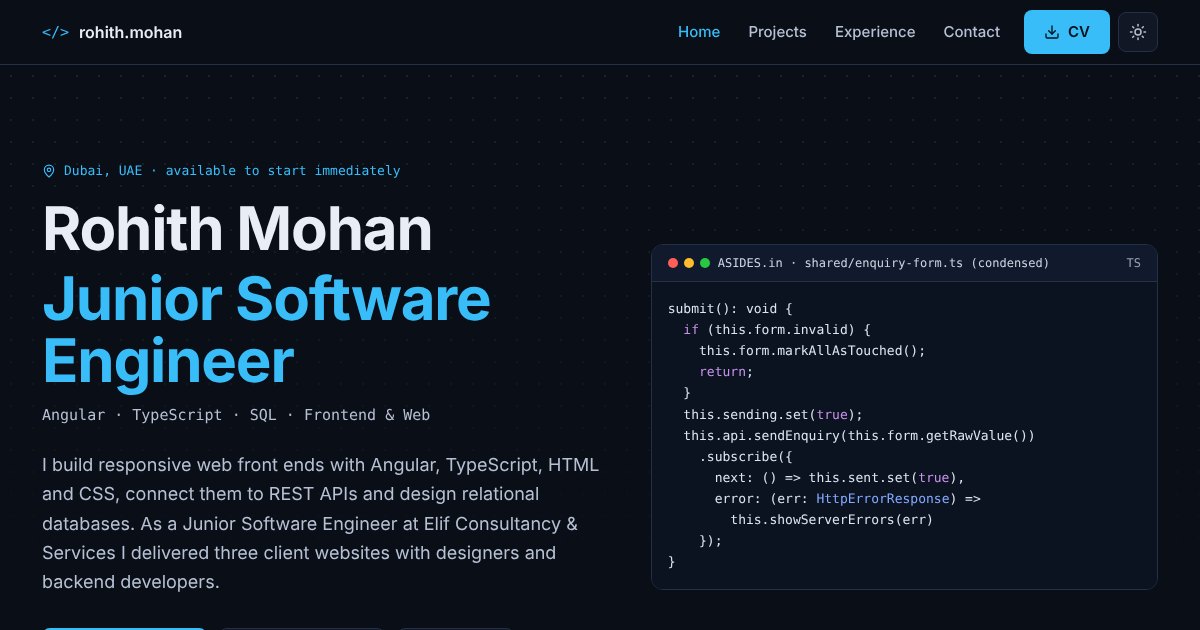 </> rohith.mohan
Home Projects Experience Contact CV
Dubai, UAE · available to start immediately
Rohith Mohan
Junior Software
Engineer
Angular · TypeScript · SQL · Frontend & Web
I build responsive web front ends with Angular, TypeScript, HTML
and CSS, connect them to REST APIs and design relational
databases. As a Junior Software Engineer at Elif Consultancy &
Services I delivered three client websites with designers and
backend developers.
ASIDES.in · shared/enquiry-form.ts (condensed) TS
submit(): void {
  if (this.form.invalid) {
    this.form.markAllAsTouched();
    return;
  }
  this.sending.set(true);
  this.api.sendEnquiry(this.form.getRawValue())
    .subscribe({
      next: () => this.sent.set(true),
      error: (err: HttpErrorResponse) =>
        this.showServerErrors(err)
    });
}